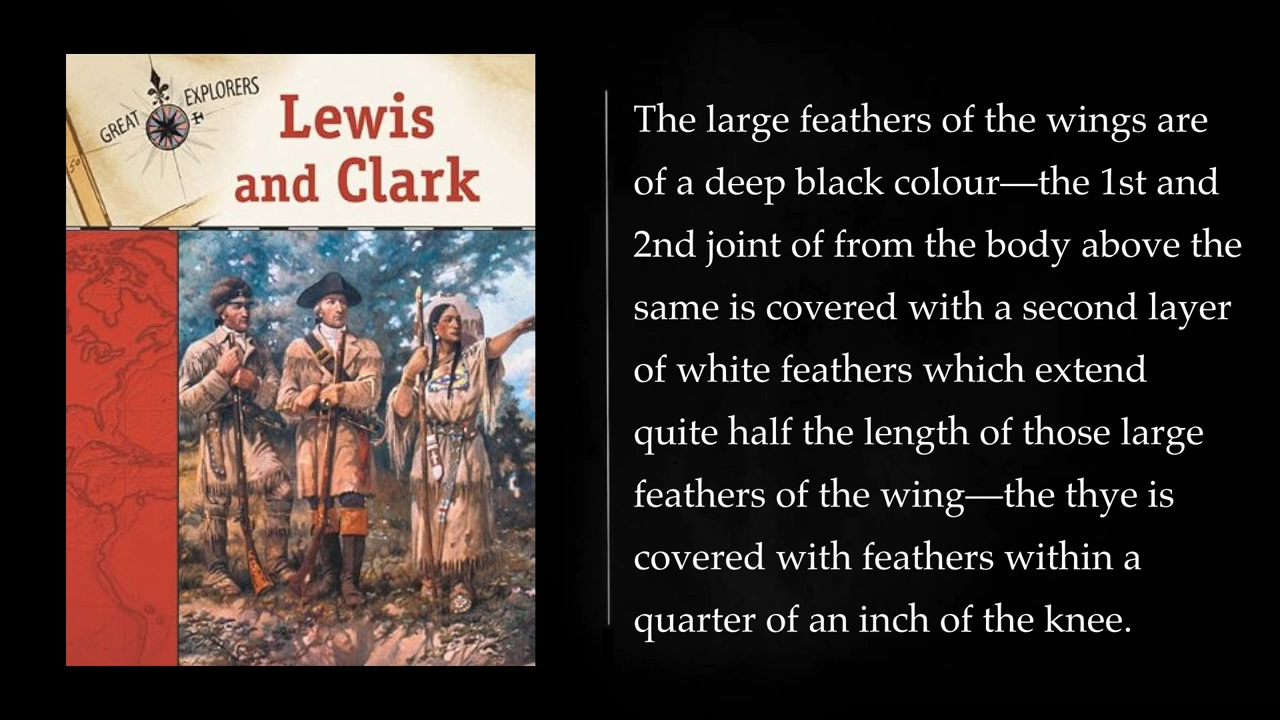 GREAT EXPLORERS
Lewis
and Clark
50
The large feathers of the wings are
of a deep black colour—the 1st and
2nd joint of from the body above the
same is covered with a second layer
of white feathers which extend
quite half the length of those large
feathers of the wing—the thye is
covered with feathers within a
quarter of an inch of the knee.